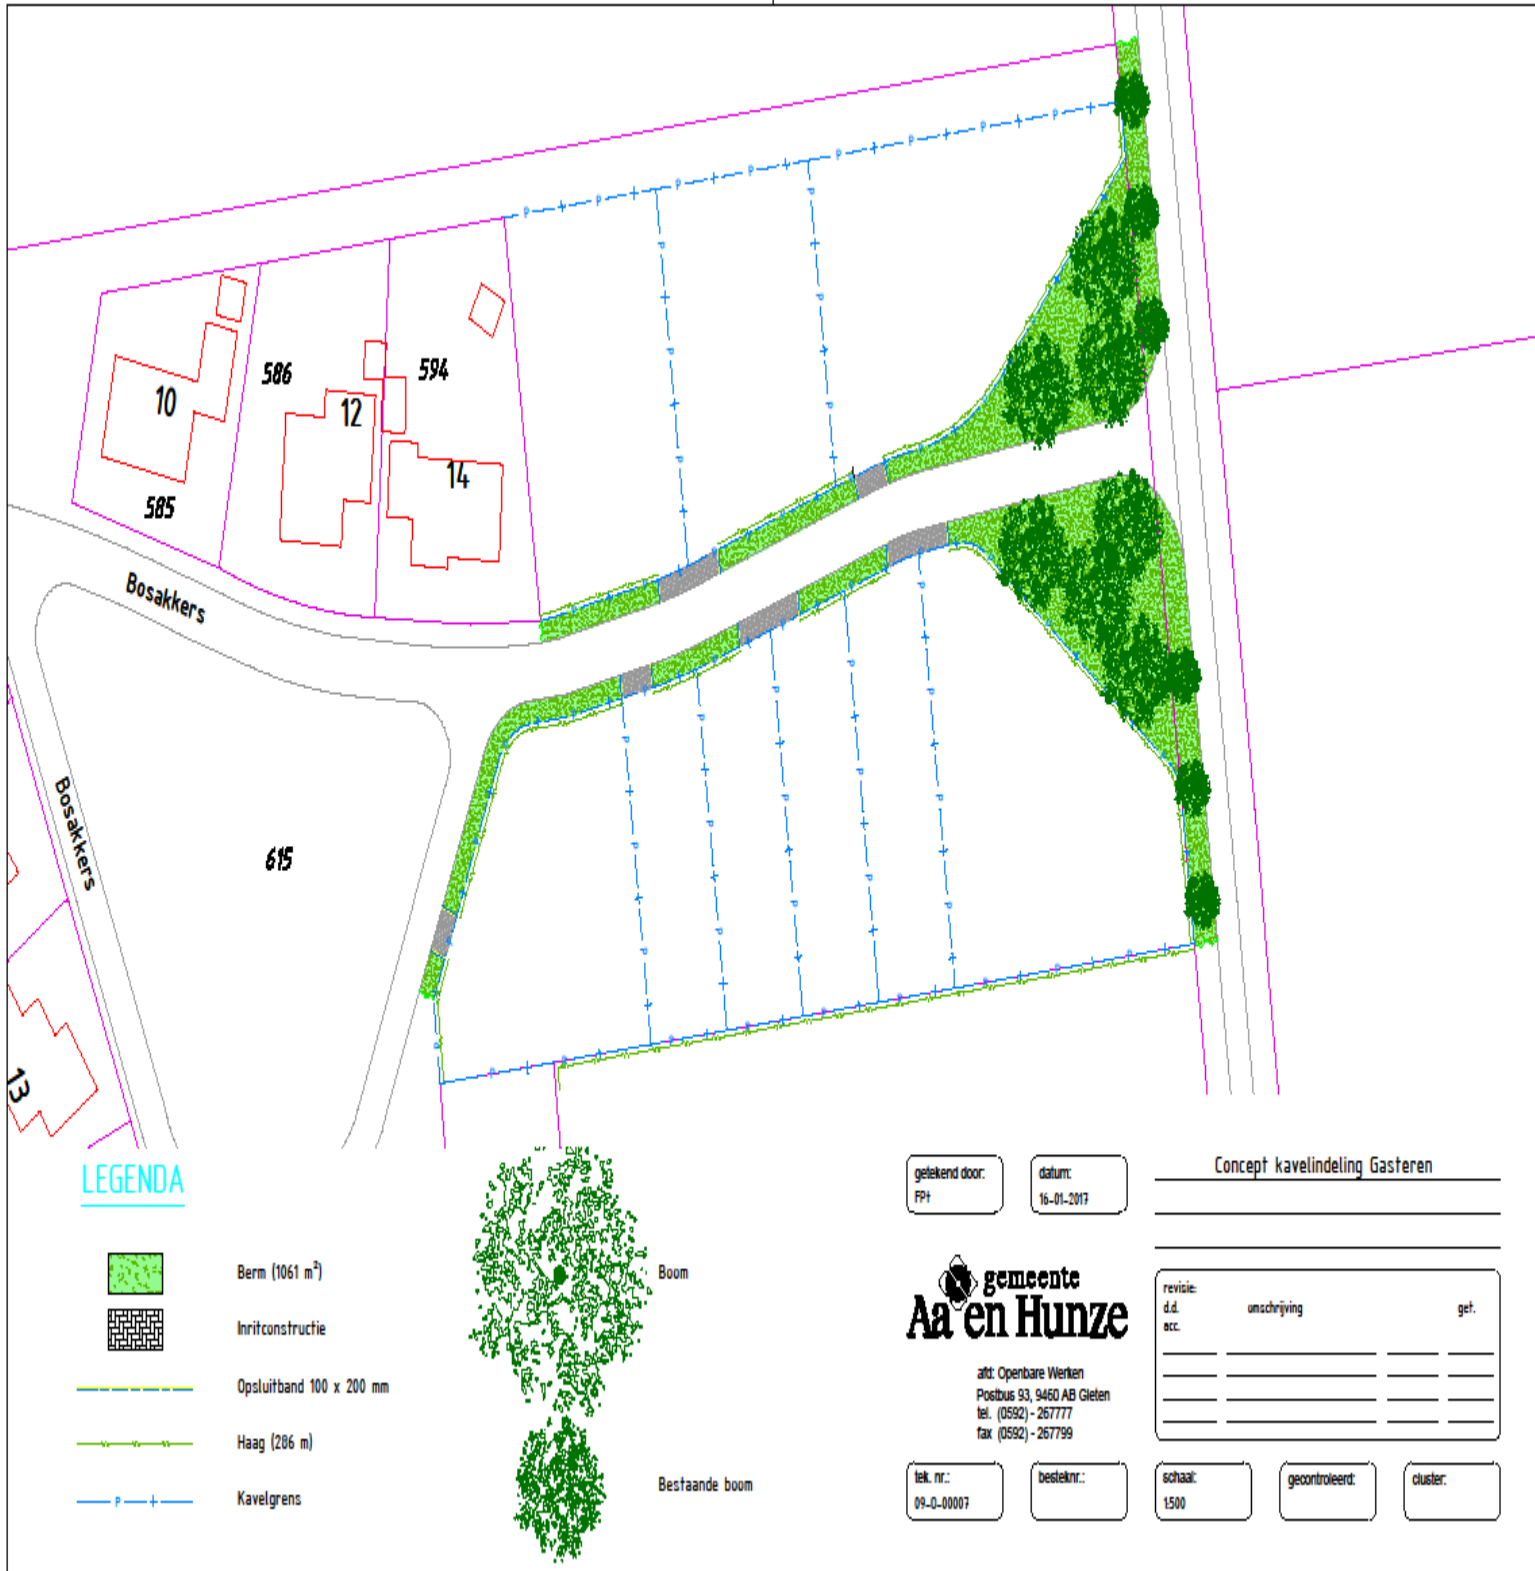 10
586
12
594
14
585
Bosakkers
Bosakkers
615
13
LEGENDA
Berm (1061 m²)
Inritconstructie
Opsluitband 100 x 200 mm
Haag (286 m)
Kavelgrens
Boom
Bestaande boom
getekend door:
FPt
datum:
16-01-2017
Concept kavelindeling Gasteren
gemeente
Aa en Hunze
afd: Openbare Werken
Postbus 93, 9460 AB Gieten
tel. (0592) - 267777
fax (0592) - 267799
revisie:
d.d. omschrijving get.
acc.
tek. nr.:
09-0-00007
besteknr.:
schaal:
1:500
gecontroleerd:
cluster: